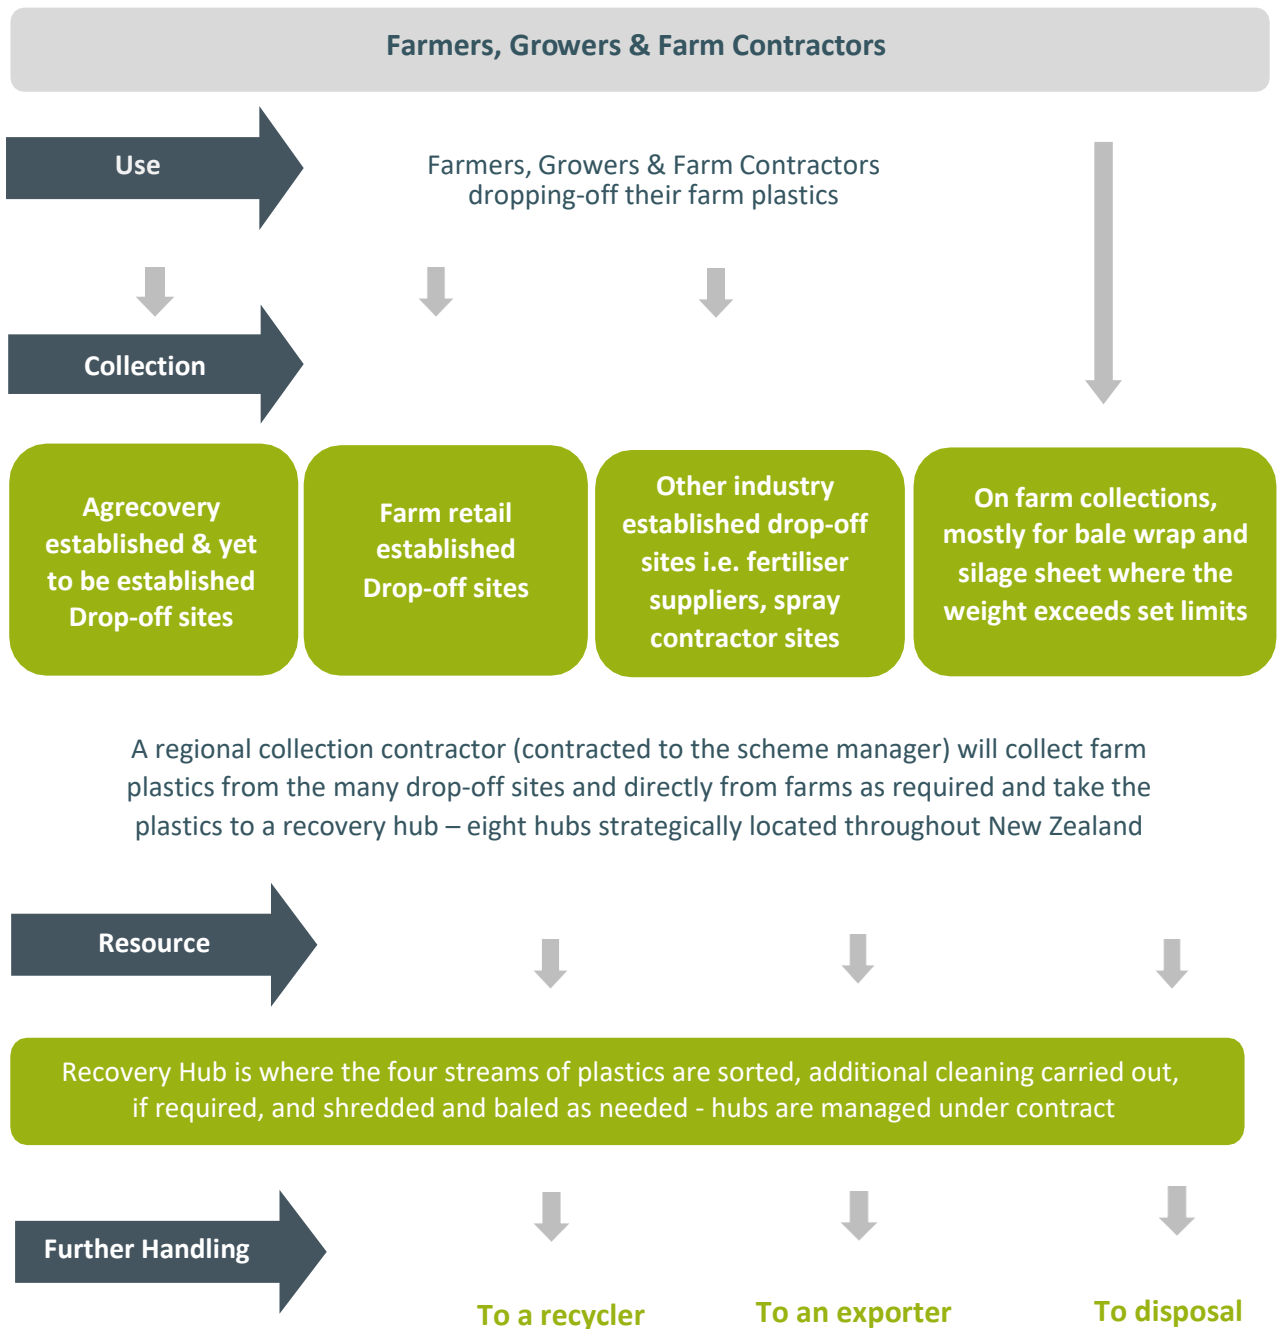 Farmers, Growers & Farm Contractors
Use
Farmers, Growers & Farm Contractors
dropping-off their farm plastics
Collection
Agrecovery
established & yet
to be established
Drop-off sites
Farm retail
established
Drop-off sites
Other industry
established drop-off
sites i.e. fertiliser
suppliers, spray
contractor sites
On farm collections,
mostly for bale wrap and
silage sheet where the
weight exceeds set limits
A regional collection contractor (contracted to the scheme manager) will collect farm
plastics from the many drop-off sites and directly from farms as required and take the
plastics to a recovery hub – eight hubs strategically located throughout New Zealand
Resource
Recovery Hub is where the four streams of plastics are sorted, additional cleaning carried out,
if required, and shredded and baled as needed - hubs are managed under contract
Further Handling
To a recycler
To an exporter
To disposal